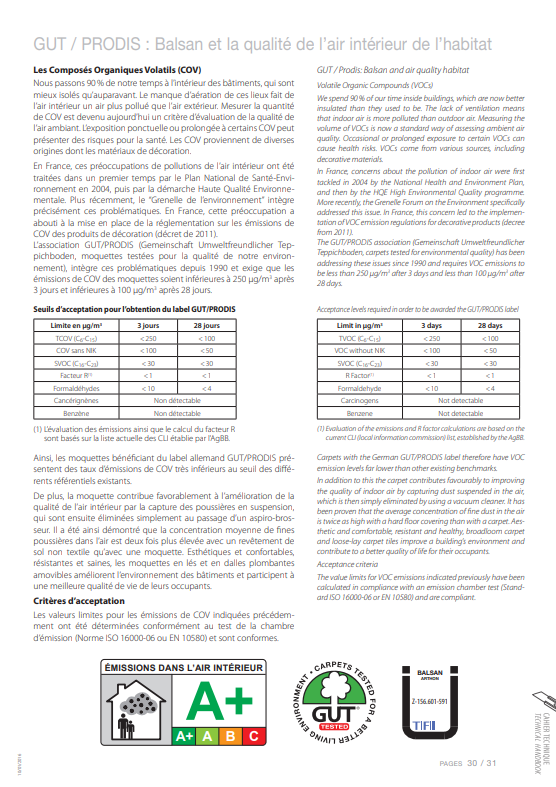 GUT / PRODIS : Balsan et la qualité de l'air intérieur de l'habitat
Les Composés Organiques Volatils (COV)
Nous passons 90 % de notre temps à l'intérieur des bâtiments, qui sont
mieux isolés qu'auparavant. Le manque d'aération de ces lieux fait de
l'air intérieur un air plus pollué que l'air extérieur. Mesurer la quantité
de COV est devenu aujourd'hui un critère d'évaluation de la qualité de
l'air ambiant. L'exposition ponctuelle ou prolongée à certains COV peut
présenter des risques pour la santé. Les COV proviennent de diverses
origines dont les matériaux de décoration.
En France, ces préoccupations de pollutions de l'air intérieur ont été
traitées dans un premier temps par le Plan National de Santé-Envi-
ronnement en 2004, puis par la démarche Haute Qualité Environne-
mentale. Plus récemment, le "Grenelle de l'environnement" intègre
précisément ces problématiques. En France, cette préoccupation a
abouti à la mise en place de la réglementation sur les émissions de
COV des produits de décoration (décret de 2011).
L'association GUT/PRODIS (Gemeinschaft Umweltfreundlicher Tep-
pichboden, moquettes testées pour la qualité de notre environ-
nement), intègre ces problématiques depuis 1990 et exige que les
émissions de COV des moquettes soient inférieures à 250 µg/m³ après
3 jours et inférieures à 100 µg/m³ après 28 jours.
Seuils d'acceptation pour l'obtention du label GUT/PRODIS
Limite en µg/m³ 3 jours 28 jours
TCOV (C6-C15) < 250 < 100
COV sans NIK < 100 < 50
SVOC (C16-C23) < 30 < 30
Facteur R(1) < 1 < 1
Formaldéhydes < 10 < 4
Cancérigènes Non détectable
Benzène Non détectable
(1) L'évaluation des émissions ainsi que le calcul du facteur R
sont basés sur la liste actuelle des CLI établie par l'AgBB.
Ainsi, les moquettes bénéficiant du label allemand GUT/PRODIS pré-
sentent des taux d'émissions de COV très inférieurs au seuil des diffé-
rents référentiels existants.
De plus, la moquette contribue favorablement à l'amélioration de la
qualité de l'air intérieur par la capture des poussières en suspension,
qui sont ensuite éliminées simplement au passage d'un aspiro-bros-
seur. Il a été ainsi démontré que la concentration moyenne de fines
poussières dans l'air est deux fois plus élevée avec un revêtement de
sol non textile qu'avec une moquette. Esthétiques et confortables,
résistantes et saines, les moquettes en lés et en dalles plombantes
amovibles améliorent l'environnement des bâtiments et participent à
une meilleure qualité de vie de leurs occupants.
Critères d'acceptation
Les valeurs limites pour les émissions de COV indiquées précédem-
ment ont été déterminées conformément au test de la chambre
d'émission (Norme ISO 16000-06 ou EN 10580) et sont conformes.
GUT / Prodis: Balsan and air quality habitat
Volatile Organic Compounds (VOCs)
We spend 90 % of our time inside buildings, which are now better
insulated than they used to be. The lack of ventilation means
that indoor air is more polluted than outdoor air. Measuring the
volume of VOCs is now a standard way of assessing ambient air
quality. Occasional or prolonged exposure to certain VOCs can
cause health risks. VOCs come from various sources, including
decorative materials.
In France, concerns about the pollution of indoor air were first
tackled in 2004 by the National Health and Environment Plan,
and then by the HQE High Environmental Quality programme.
More recently, the Grenelle Forum on the Environment specifically
addressed this issue. In France, this concern led to the implemen-
tation of VOC emission regulations for decorative products (decree
from 2011).
The GUT/PRODIS association (Gemeinschaft Umweltfreundlicher
Teppichboden, carpets tested for environmental quality) has been
addressing these issues since 1990 and requires VOC emissions to
be less than 250 µg/m³ after 3 days and less than 100 µg/m³ after
28 days.
Acceptance levels required in order to be awarded the GUT/PRODIS label
Limit in µg/m³ 3 days 28 days
TVOC (C6-C15) < 250 < 100
VOC without NIK < 100 < 50
SVOC (C16-C23) < 30 < 30
R Factor(1) < 1 < 1
Formaldehyde < 10 < 4
Carcinogens Not detectable
Benzene Not detectable
(1) Evaluation of the emissions and R factor calculations are based on the
current CLI (local information commission) list, established by the AgBB.
Carpets with the German GUT/PRODIS label therefore have VOC
emission levels far lower than other existing benchmarks.
In addition to this the carpet contributes favourably to improving
the quality of indoor air by capturing dust suspended in the air,
which is then simply eliminated by using a vacuum cleaner. It has
been proven that the average concentration of fine dust in the air
is twice as high with a hard floor covering than with a carpet. Aes-
thetic and comfortable, resistant and healthy, broadloom carpet
and loose-lay carpet tiles improve a building's environment and
contribute to a better quality of life for their occupants.
Acceptance criteria
The value limits for VOC emissions indicated previously have been
calculated in compliance with an emission chamber test (Stand-
ard ISO 16000-06 or EN 10580) and are compliant.
ÉMISSIONS DANS L'AIR INTÉRIEUR
A+
A+ A B C
CARPETS TESTED FOR A BETTER LIVING ENVIRONMENT
GUT
TESTED
BALSAN
ARTHON
Z-156.601-591
TFI
CAHIER TECHNIQUE
TECHNICAL HANDBOOK
PAGES 30 / 31